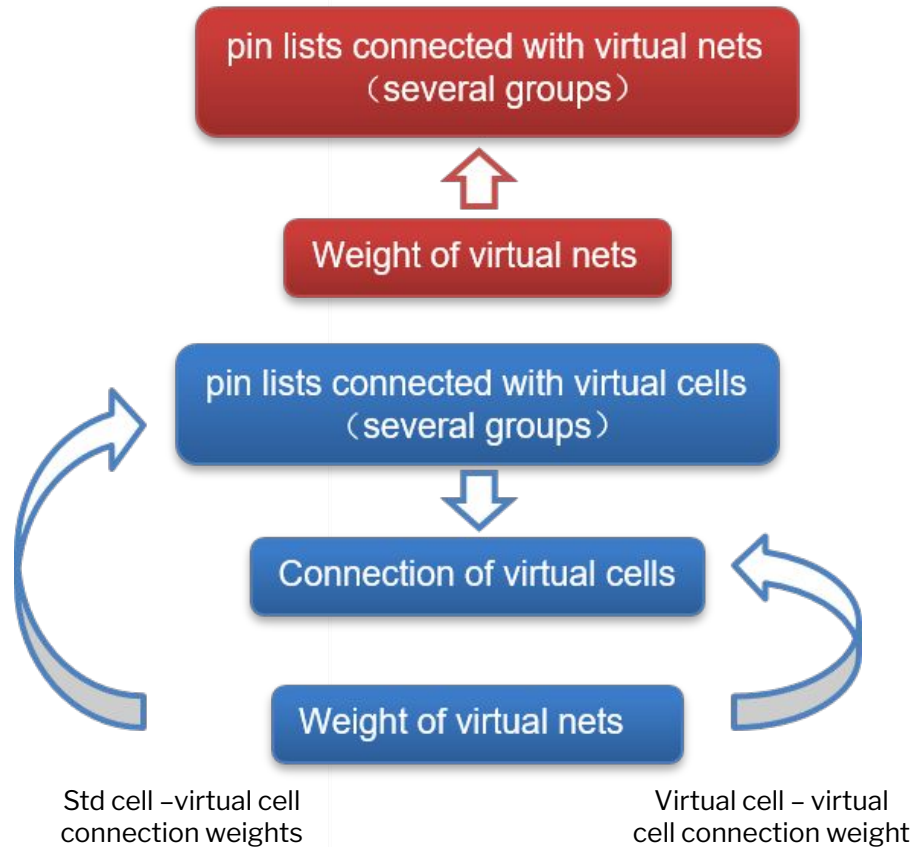 pin lists connected with virtual nets
（several groups）
Weight of virtual nets
pin lists connected with virtual cells
（several groups）
Connection of virtual cells
Weight of virtual nets
Std cell –virtual cell
connection weights
Virtual cell – virtual
cell connection weight